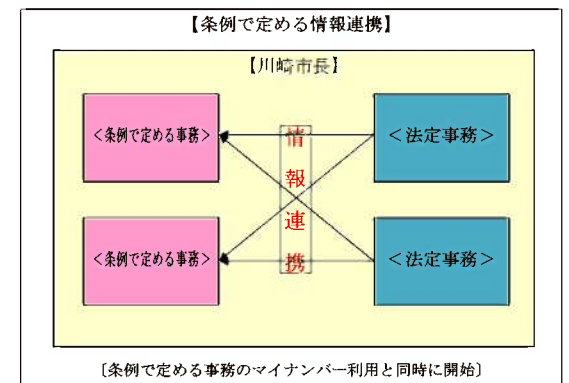 【条例で定める情報連携】
【川崎市長】
＜条例で定める事務＞
＜法定事務＞
情報連携
＜条例で定める事務＞
＜法定事務＞
〔条例で定める事務のマイナンバー利用と同時に開始〕